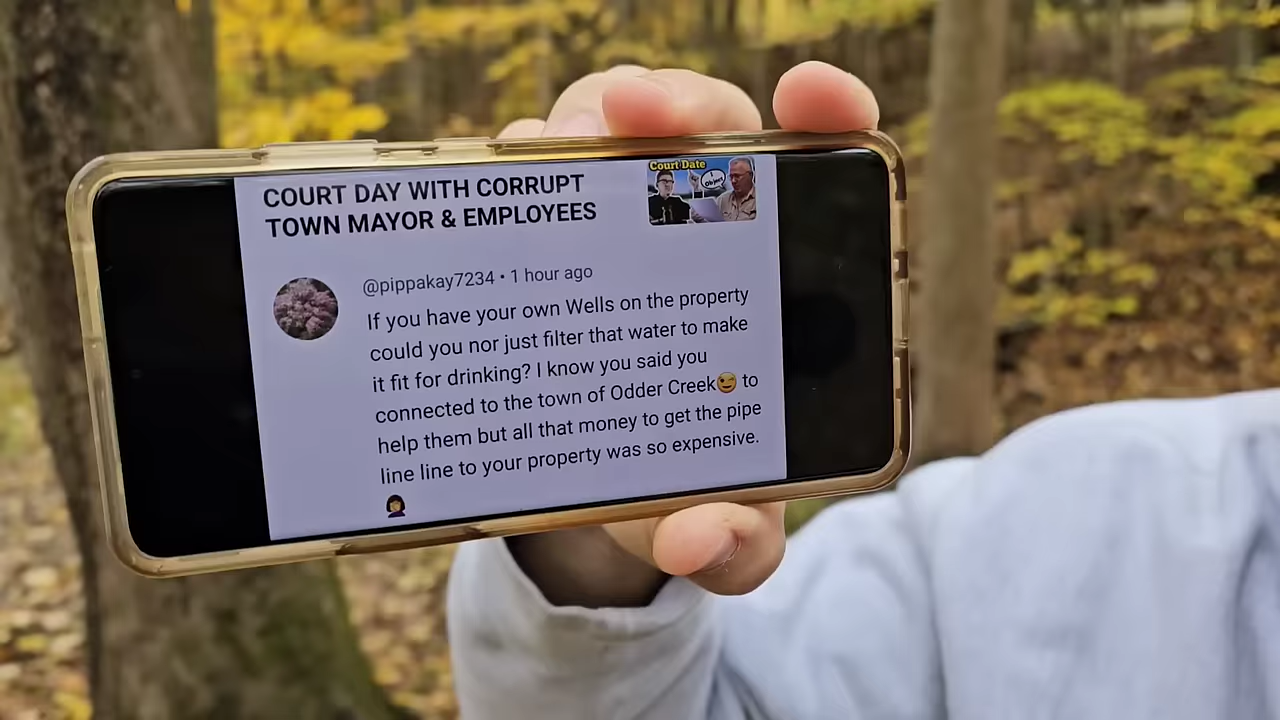 COURT DAY WITH CORRUPT
TOWN MAYOR & EMPLOYEES
Court Date
I Object
@pippakay7234 • 1 hour ago
If you have your own Wells on the property
could you nor just filter that water to make
it fit for drinking? I know you said you
connected to the town of Odder Creek😉 to
help them but all that money to get the pipe
line line to your property was so expensive.
🤦‍♀️